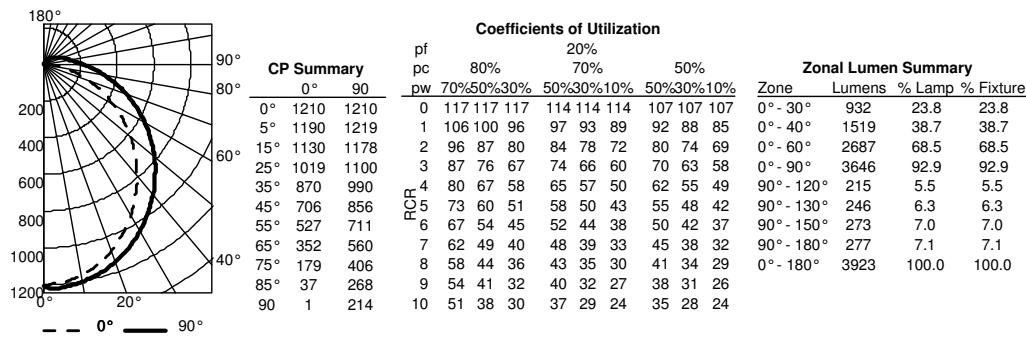 180°
90°
80°
60°
40°
200
400
600
800
1000
1200
0° 20°
0° 90°
CP Summary
0° 90
0° 1210 1210
5° 1190 1219
15° 1130 1178
25° 1019 1100
35° 870 990
45° 706 856
55° 527 711
65° 352 560
75° 179 406
85° 37 268
90 1 214
Coefficients of Utilization
pf 20%
pc 80% 70% 50%
pw 70%50%30% 50%30%10% 50%30%10%
RCR
0 117 117 117 114 114 114 107 107 107
1 106 100 96 97 93 89 92 88 85
2 96 87 80 84 78 72 80 74 69
3 87 76 67 74 66 60 70 63 58
4 80 67 58 65 57 50 62 55 49
5 73 60 51 58 50 43 55 48 42
6 67 54 45 52 44 38 50 42 37
7 62 49 40 48 39 33 45 38 32
8 58 44 36 43 35 30 41 34 29
9 54 41 32 40 32 27 38 31 26
10 51 38 30 37 29 24 35 28 24
Zonal Lumen Summary
Zone Lumens % Lamp % Fixture
0° - 30° 932 23.8 23.8
0° - 40° 1519 38.7 38.7
0° - 60° 2687 68.5 68.5
0° - 90° 3646 92.9 92.9
90° - 120° 215 5.5 5.5
90° - 130° 246 6.3 6.3
90° - 150° 273 7.0 7.0
90° - 180° 277 7.1 7.1
0° - 180° 3923 100.0 100.0